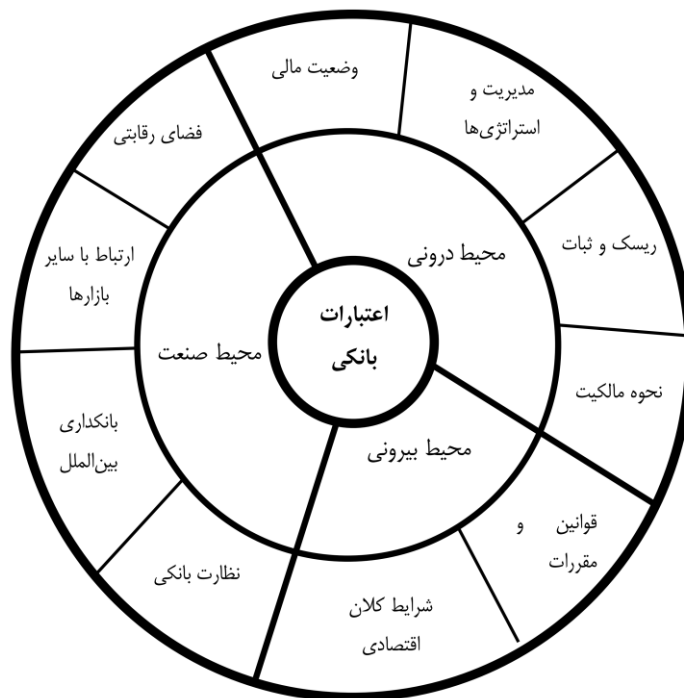 اعتبارات
بانکی
محیط درونی
محیط بیرونی
محیط صنعت
وضعیت مالی
مدیریت و
استراتژی‌ها
ریسک و ثبات
نحوه مالکیت
قوانین و
مقررات
شرایط کلان
اقتصادی
نظارت بانکی
بانکداری
بین‌الملل
ارتباط با سایر
بازارها
فضای رقابتی